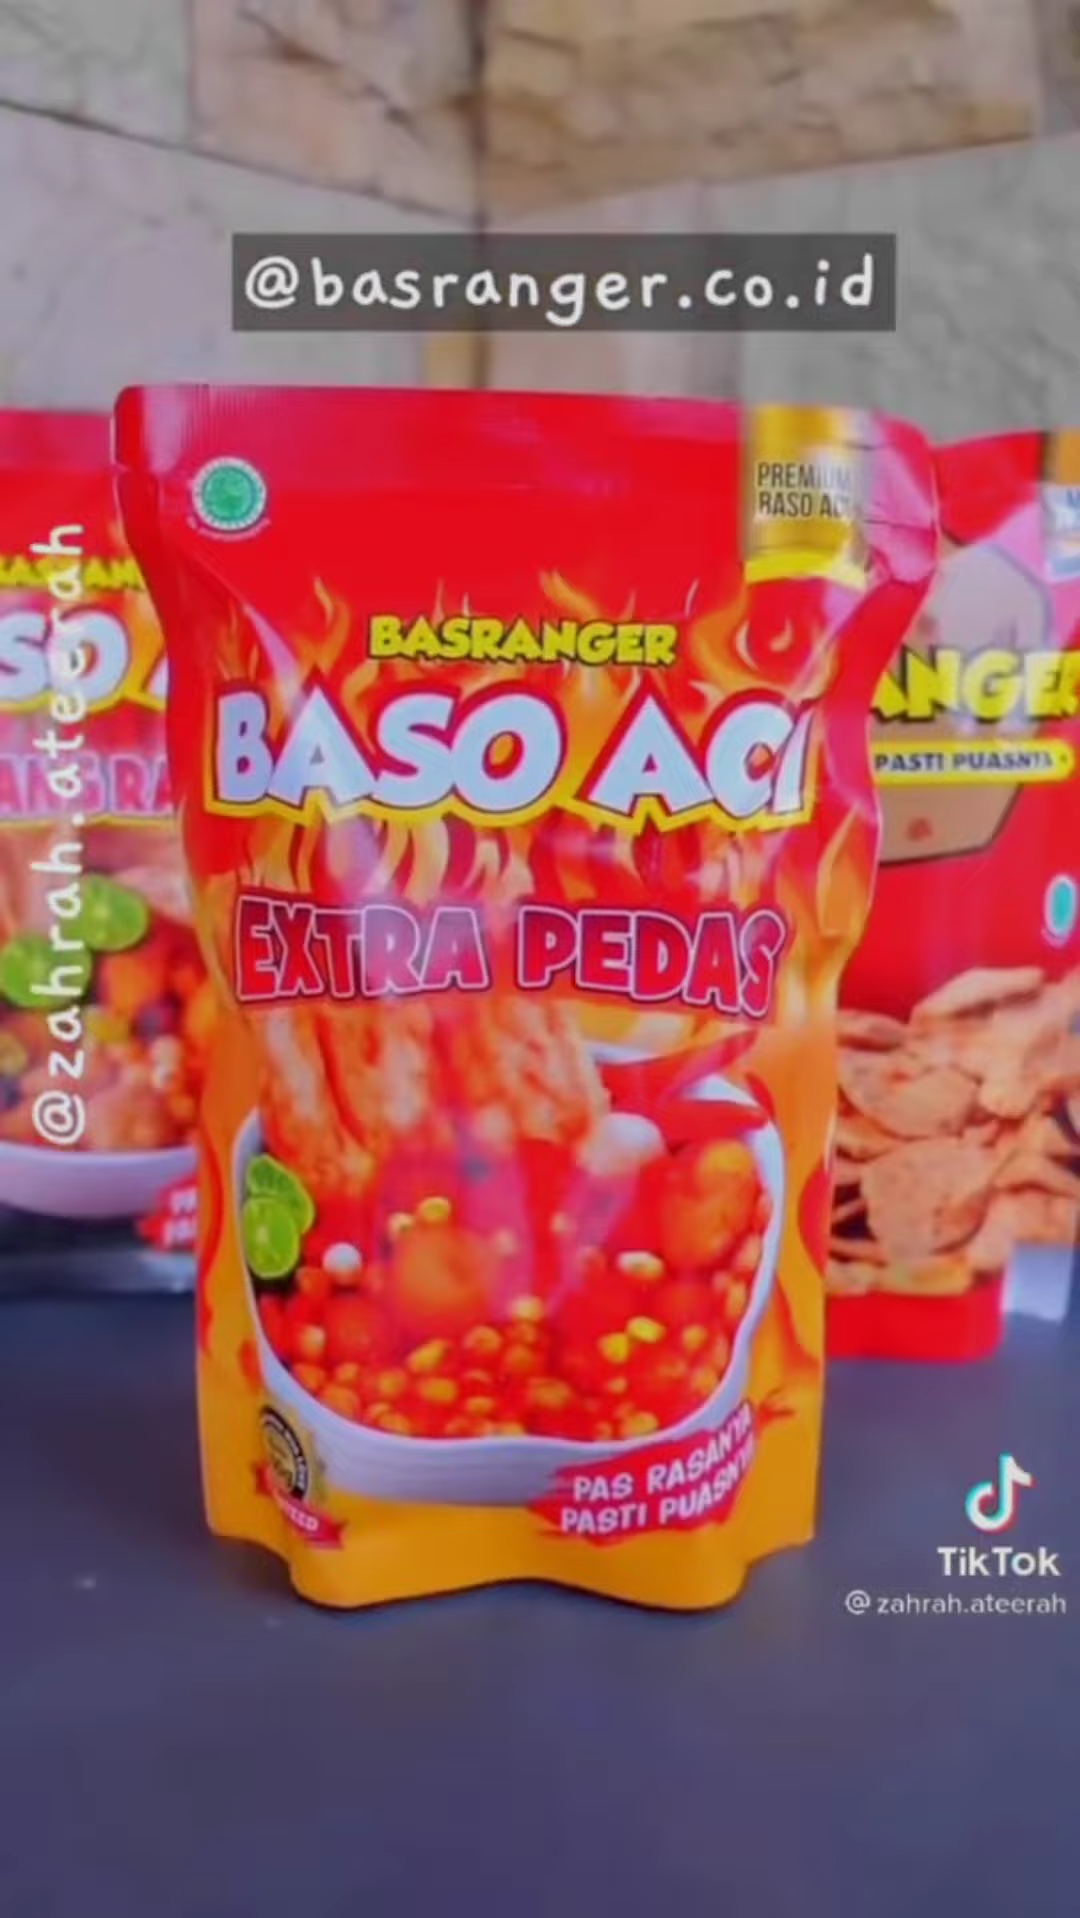 @basranger.co.id
PREMIUM
BASO ACI
BASRANGER
BASO ACI
EXTRA PEDAS
PAS RASANYA
PASTI PUASNYA
ANGER
PASTI PUASNYA
@zahrah.ateerah
TikTok
@zahrah.ateerah